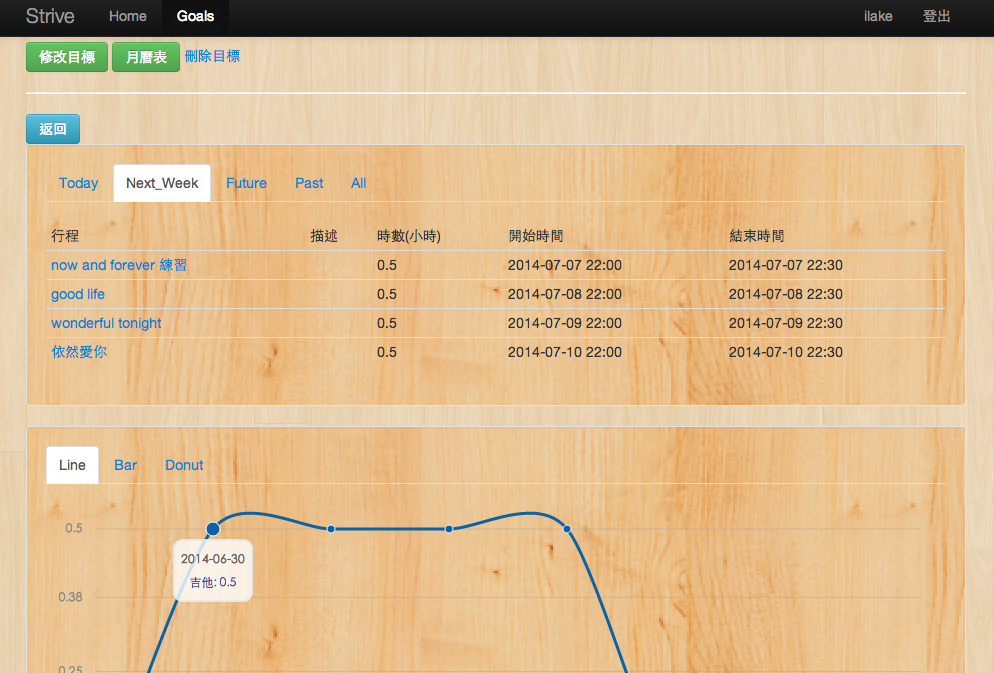 Strive Home Goals ilake 登出
修改目標 月曆表 刪除目標
返回
Today Next_Week Future Past All
行程 描述 時數(小時) 開始時間 結束時間
now and forever 練習 0.5 2014-07-07 22:00 2014-07-07 22:30
good life 0.5 2014-07-08 22:00 2014-07-08 22:30
wonderful tonight 0.5 2014-07-09 22:00 2014-07-09 22:30
依然愛你 0.5 2014-07-10 22:00 2014-07-10 22:30
Line Bar Donut
0.5
2014-06-30
吉他: 0.5
0.38
0.25